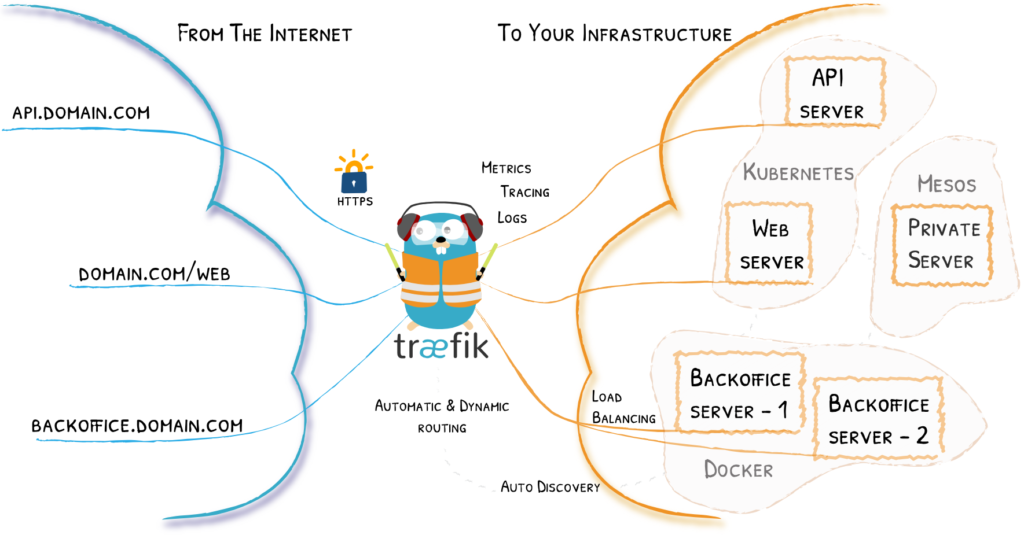 From The Internet
To Your Infrastructure
api.domain.com
domain.com/web
backoffice.domain.com
HTTPS
Metrics
Tracing
Logs
træfik
Automatic & Dynamic
routing
Auto Discovery
Load
Balancing
API
server
Kubernetes
Web
server
Mesos
Private
Server
Backoffice
server - 1
Backoffice
server - 2
Docker